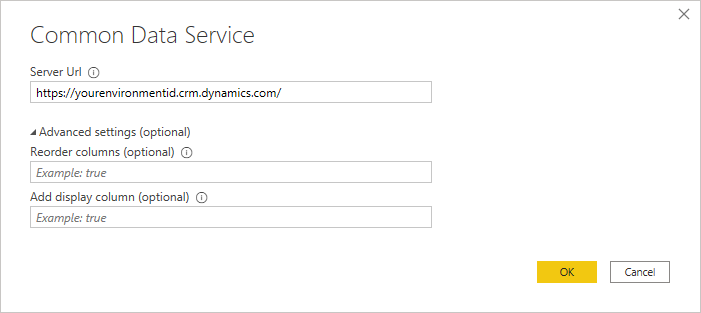 Common Data Service
Server Url
https://yourenvironmentid.crm.dynamics.com/
Advanced settings (optional)
Reorder columns (optional)
Example: true
Add display column (optional)
Example: true
OK Cancel